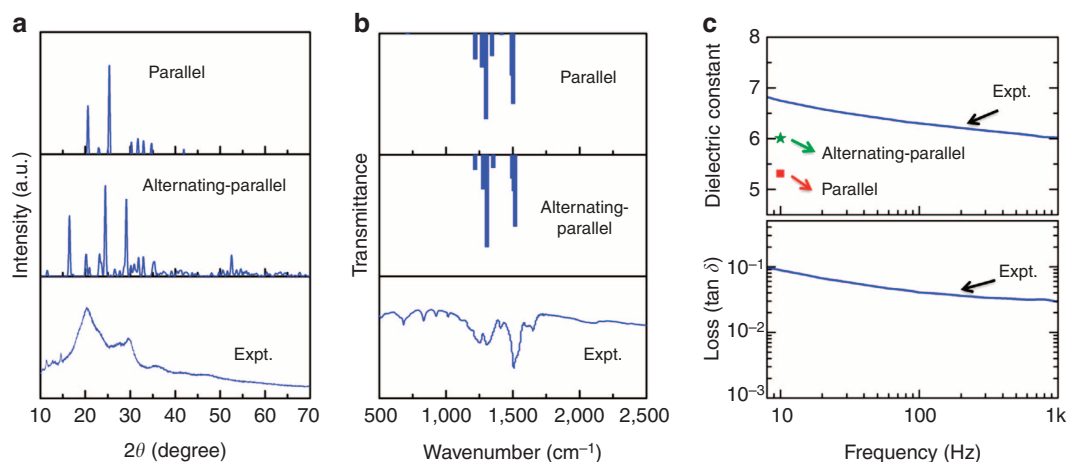 a
Parallel
Alternating-parallel
Expt.
Intensity (a.u.)
10 20 30 40 50 60 70
2θ (degree)
b
Parallel
Alternating-
parallel
Expt.
Transmittance
500 1,000 1,500 2,000 2,500
Wavenumber (cm⁻¹)
c
8
7
6
5
Dielectric constant
Expt.
Alternating-parallel
Parallel
10⁻¹
10⁻²
10⁻³
Loss (tan δ)
Expt.
10 100 1k
Frequency (Hz)